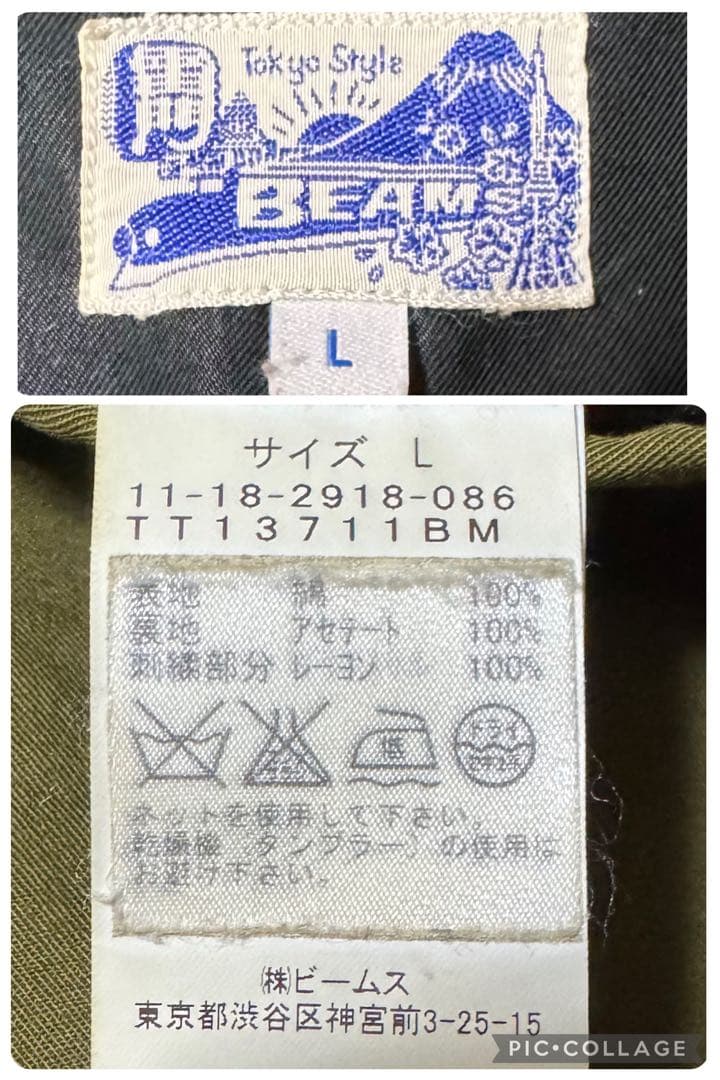 Tokyo Style
BEAMS
L
サイズ L
11-18-2918-086
TT13711BM
表地 綿 100%
裏地 アセテート 100%
刺繍部分 レーヨン 100%
低
ドライ
ネットを使用して下さい。
乾燥機（タンブラー）の使用は
お避け下さい。
㈱ビームス
東京都渋谷区神宮前3-25-15
PIC•COLLAGE